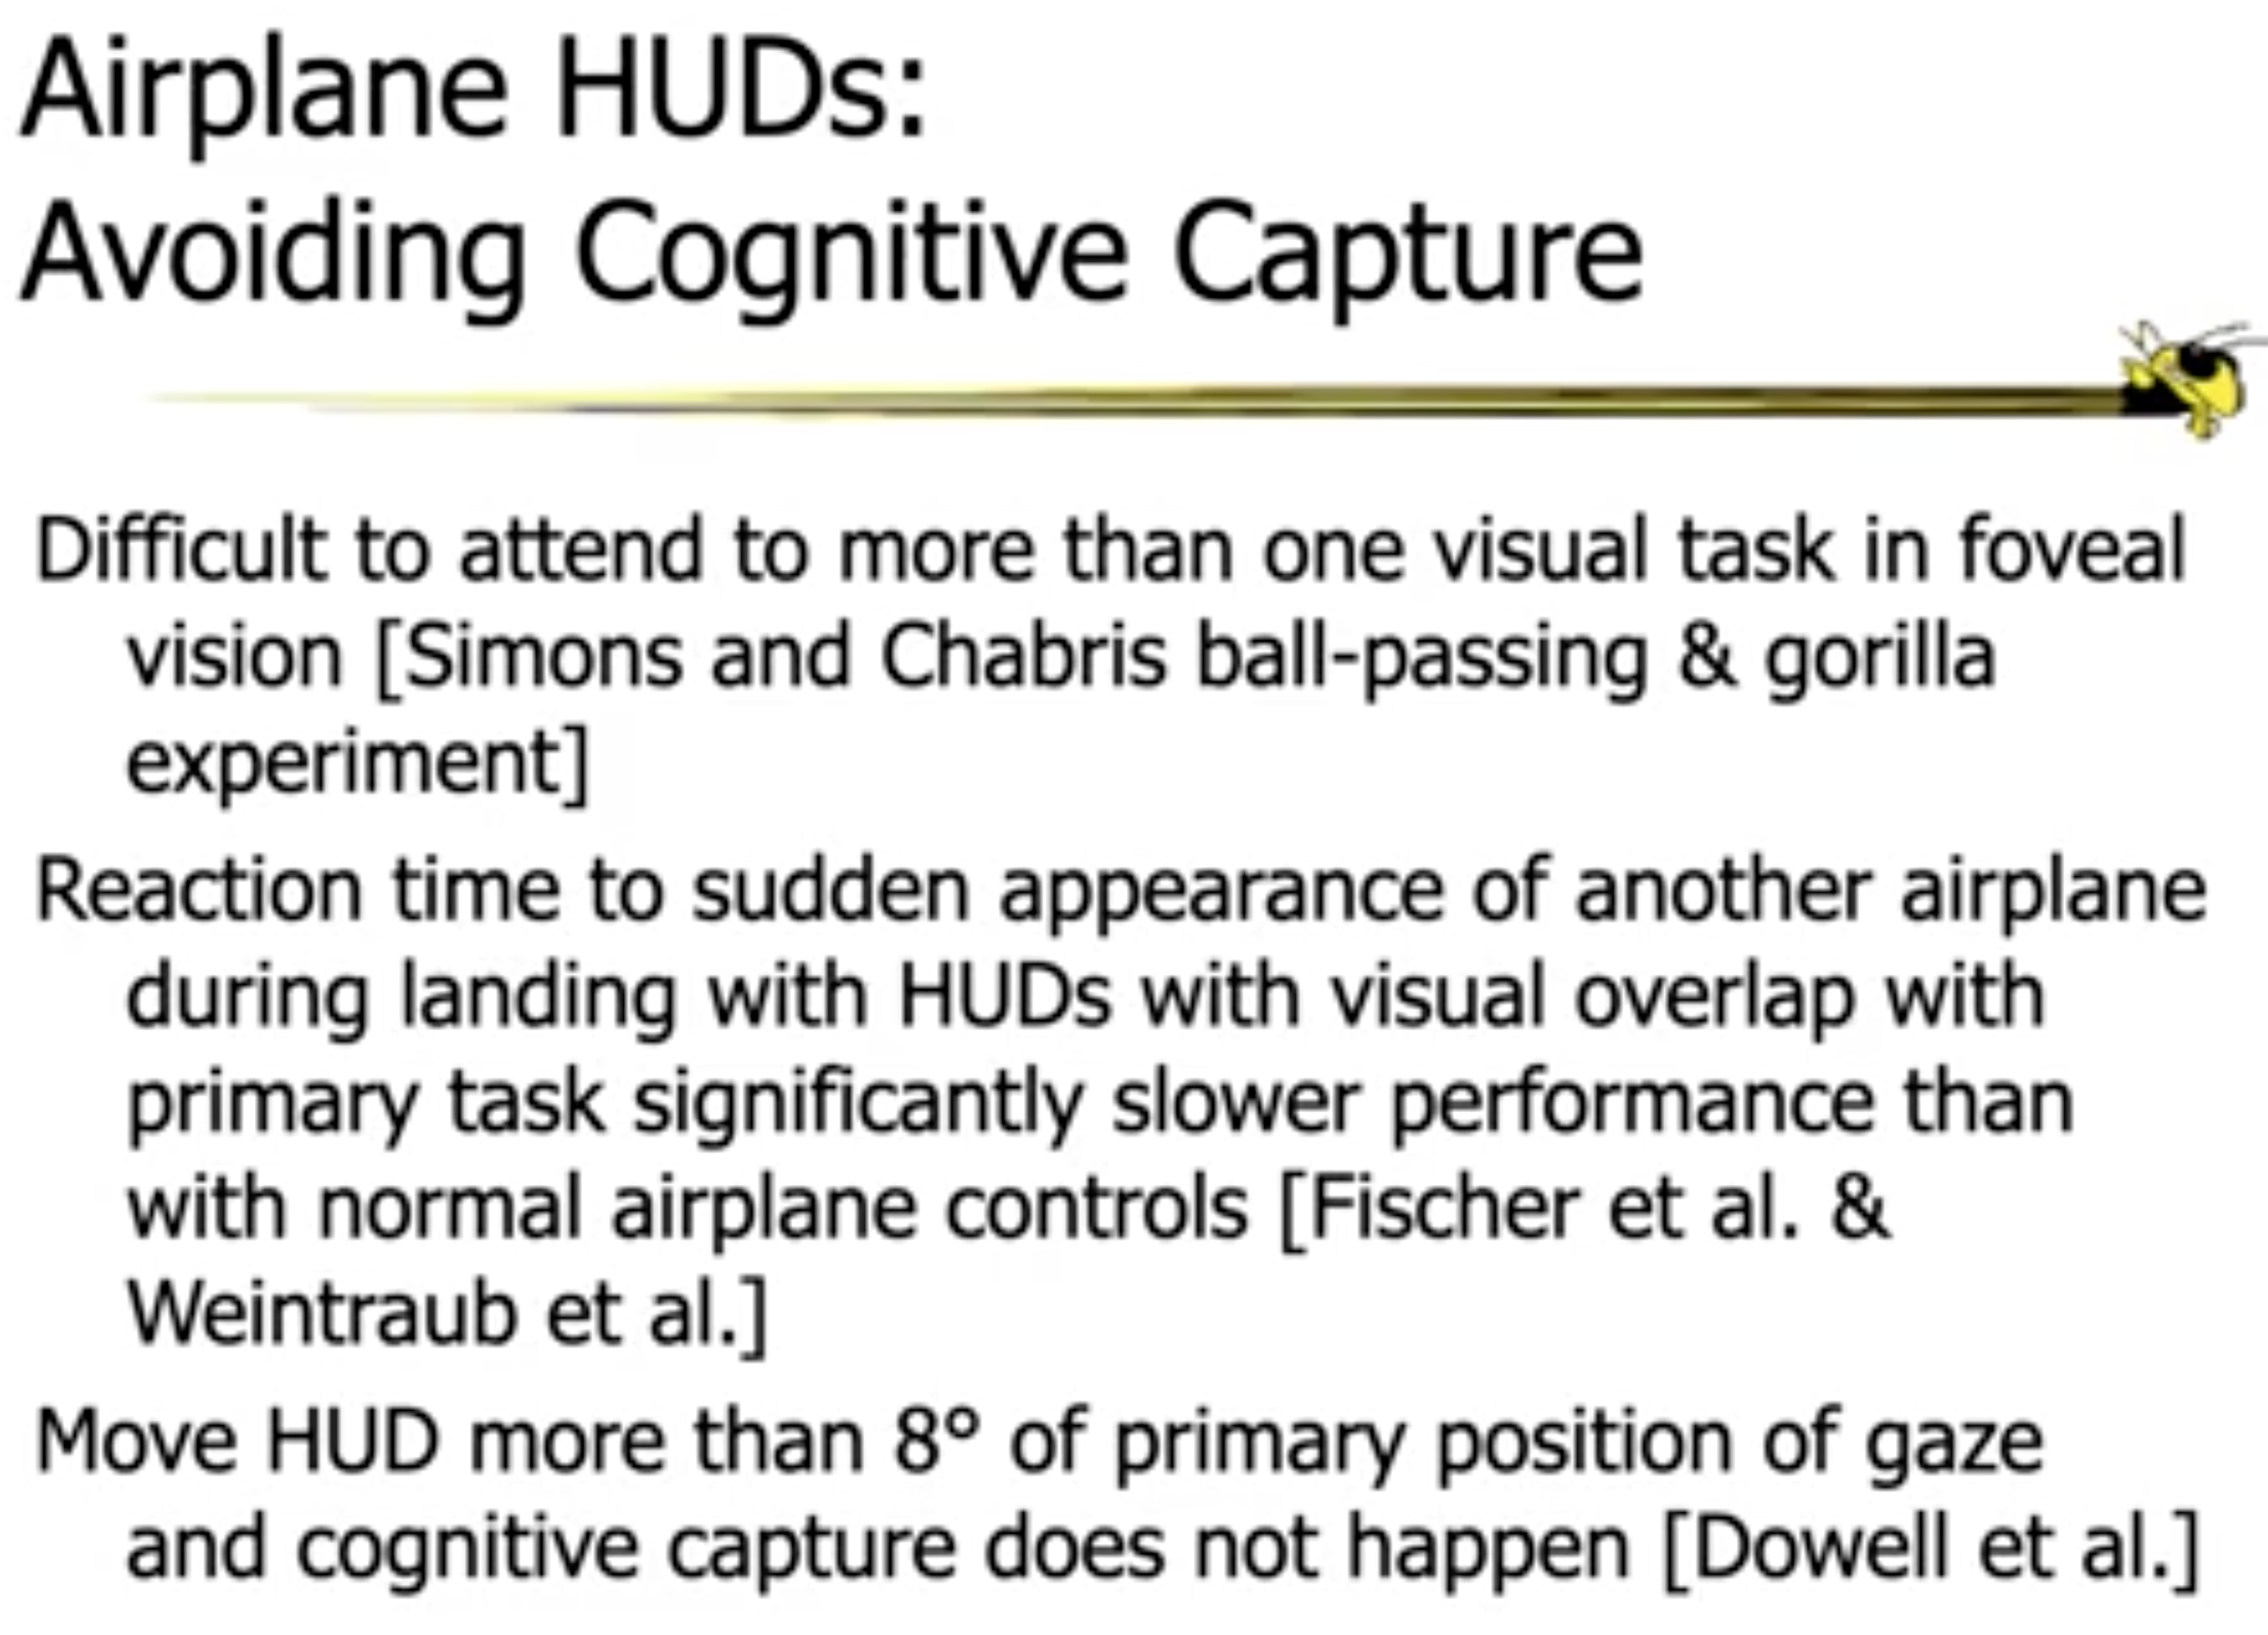 Airplane HUDs:
Avoiding Cognitive Capture
Difficult to attend to more than one visual task in foveal
vision [Simons and Chabris ball-passing & gorilla
experiment]
Reaction time to sudden appearance of another airplane
during landing with HUDs with visual overlap with
primary task significantly slower performance than
with normal airplane controls [Fischer et al. &
Weintraub et al.]
Move HUD more than 8° of primary position of gaze
and cognitive capture does not happen [Dowell et al.]